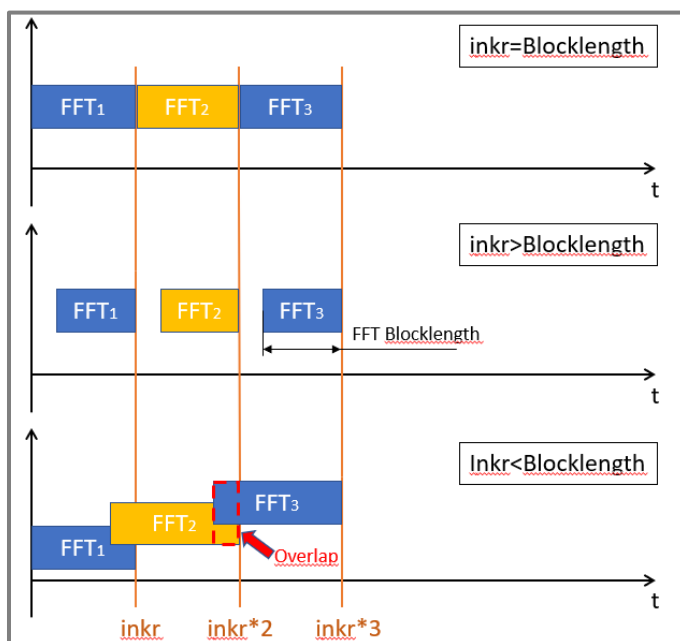 inkr=Blocklength
FFT1 FFT2 FFT3
t
inkr>Blocklength
FFT1 FFT2 FFT3
FFT Blocklength
t
Inkr<Blocklength
FFT3
FFT2
FFT1
Overlap
t
inkr inkr*2 inkr*3